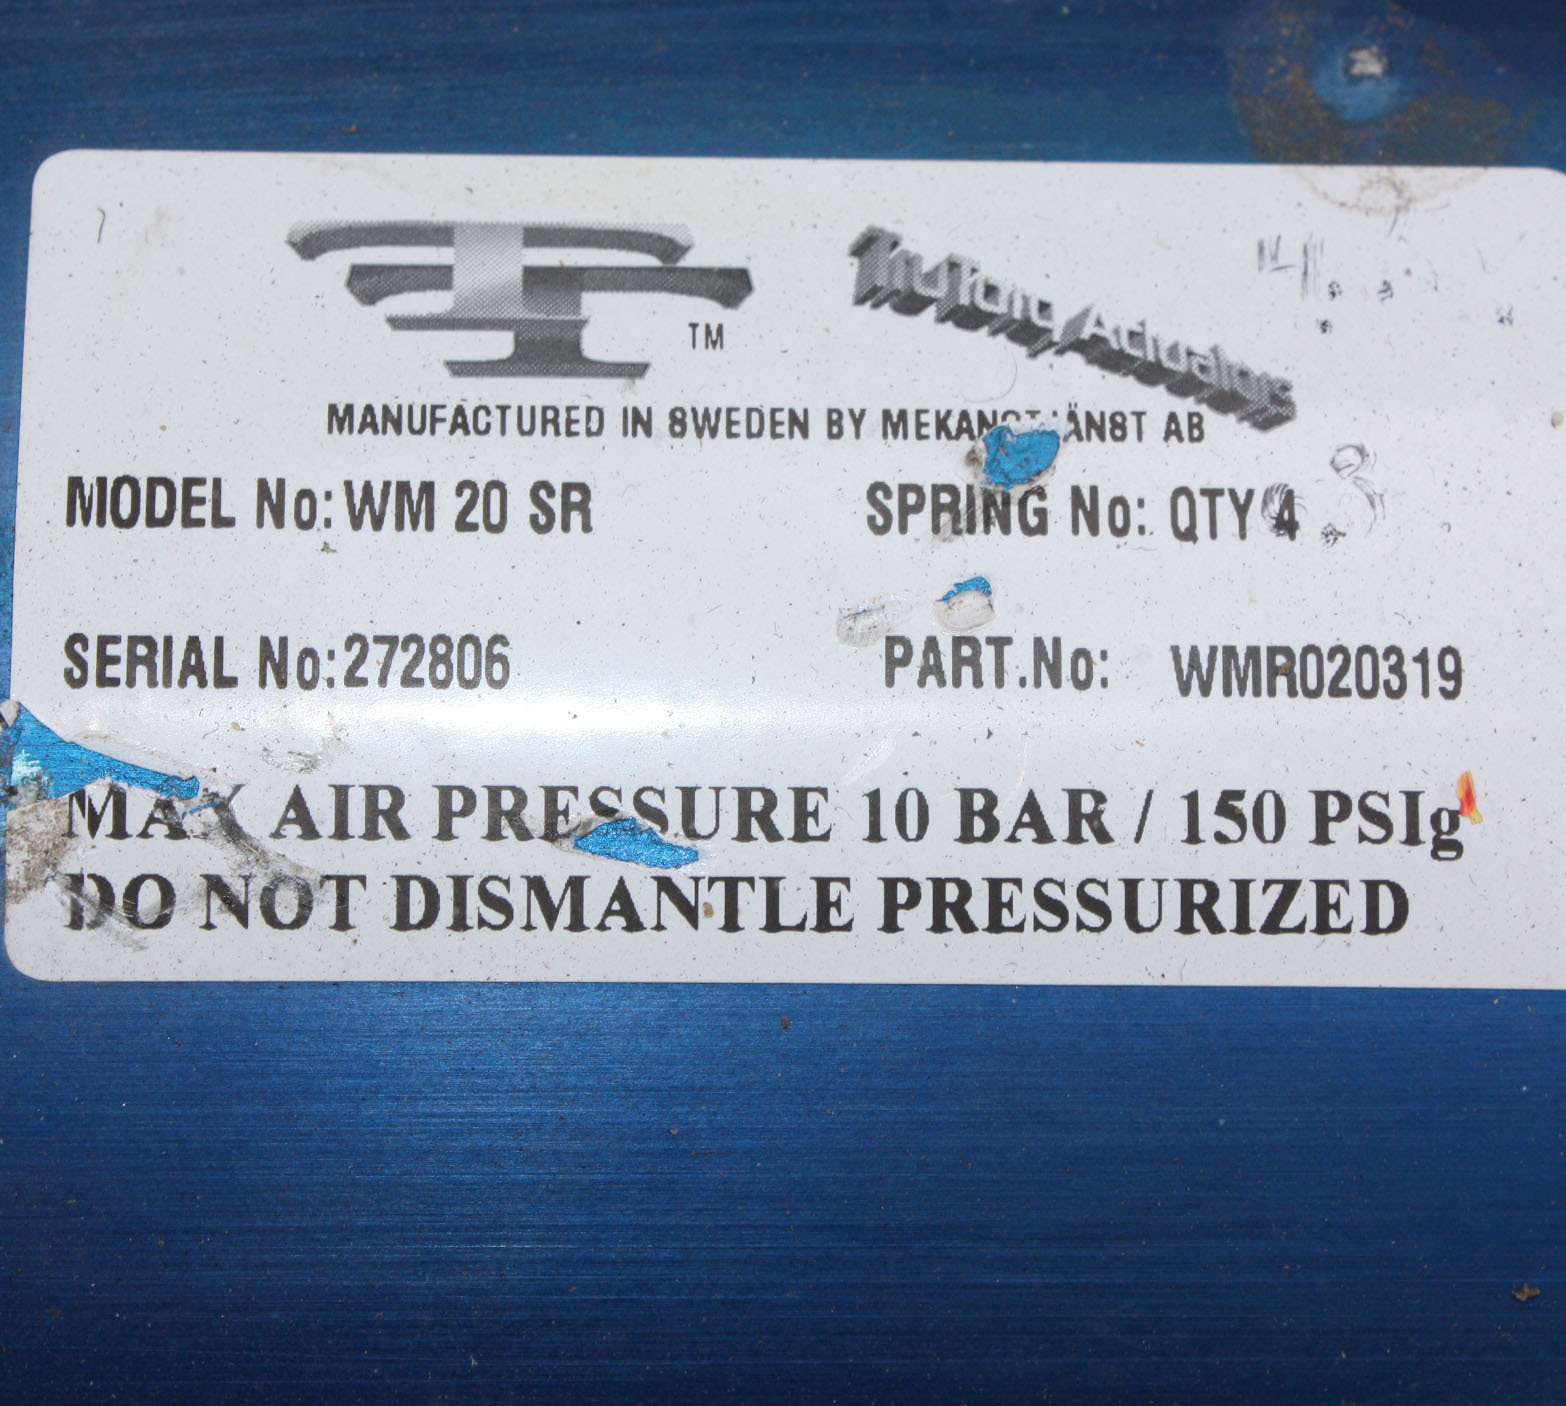 TM
TruTorq Actuators
MANUFACTURED IN SWEDEN BY AB
MODEL No: WM 20 SR
SPRING No: QTY 4
SERIAL No: 272806
PART.No: WMR020319
MAX AIR PRESSURE 10 BAR / 150 PSIg
DO NOT DISMANTLE PRESSURIZED